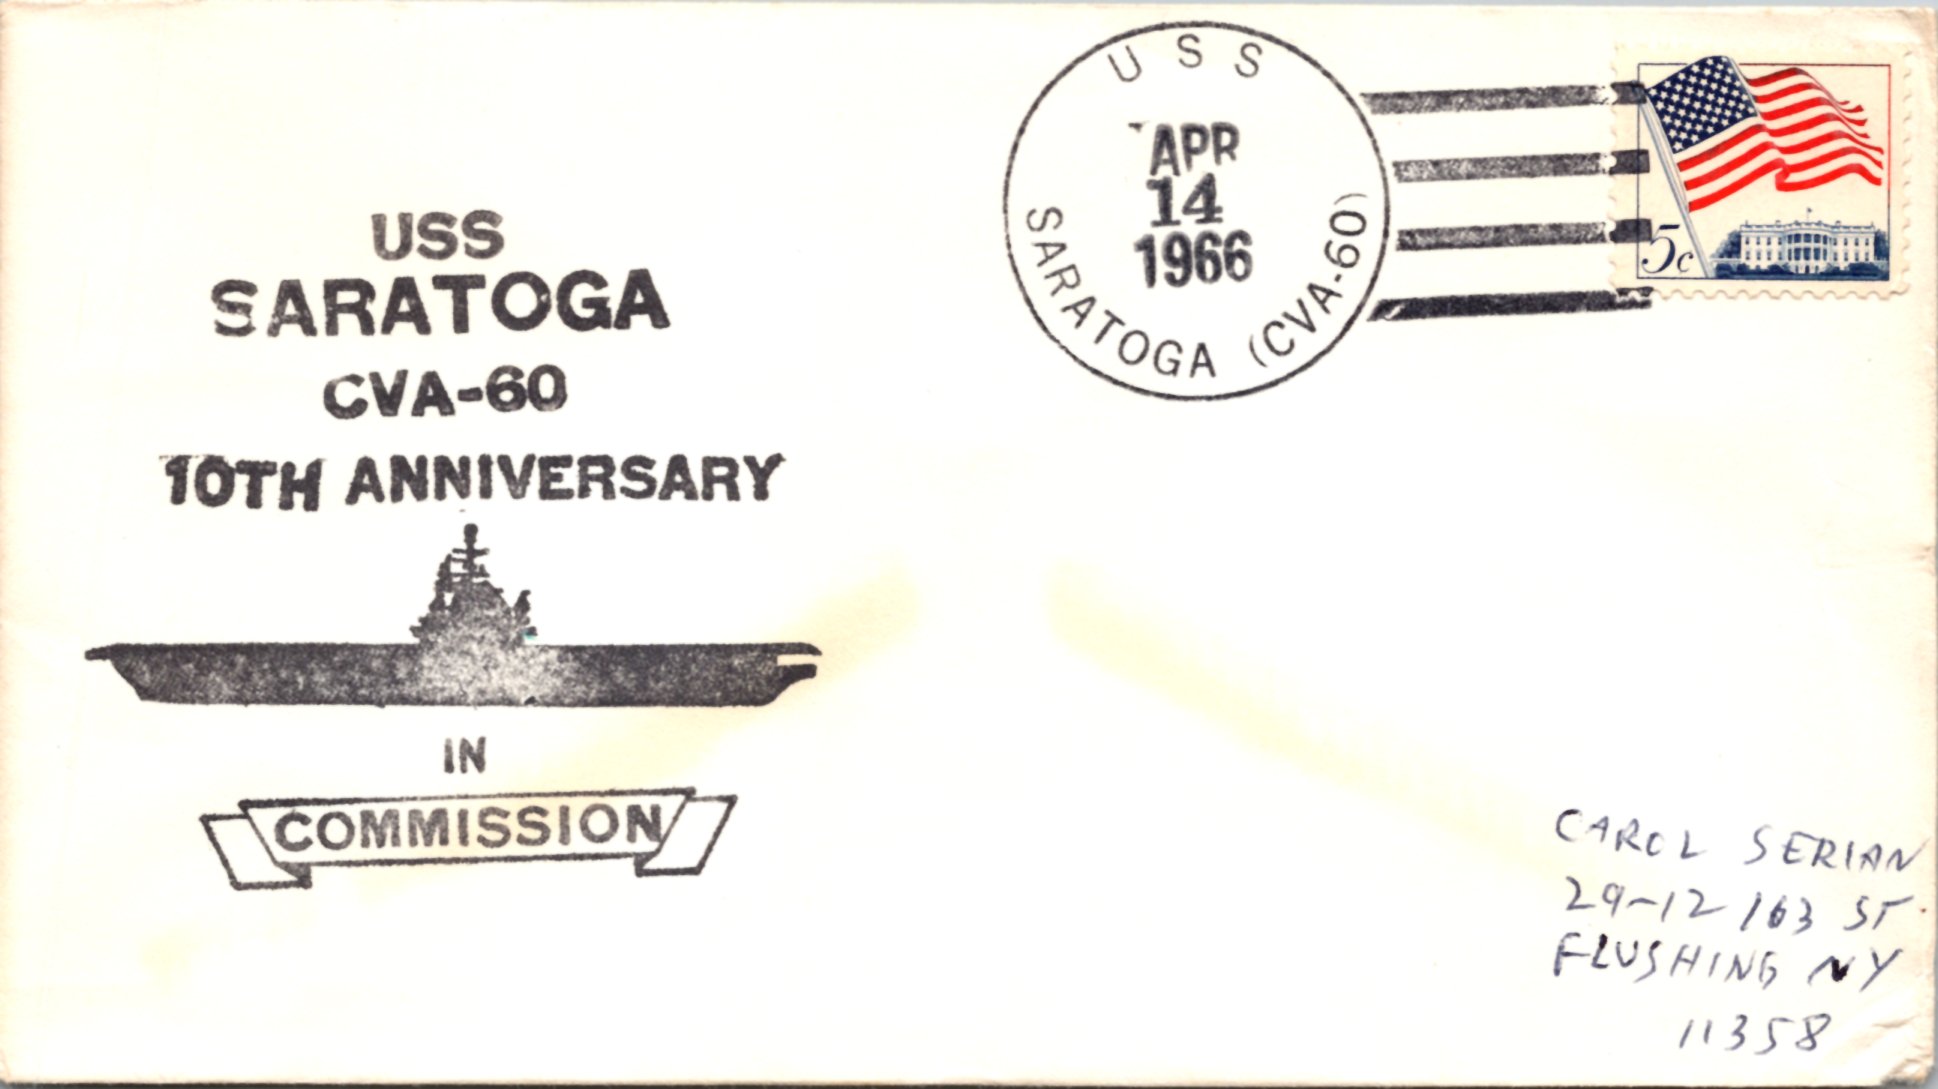 USS
SARATOGA
CVA-60
10TH ANNIVERSARY
IN
COMMISSION
USS
APR
14
1966
SARATOGA (CVA-60)
5c
CAROL SERIAN
29-12 163 ST
FLUSHING NY
11358